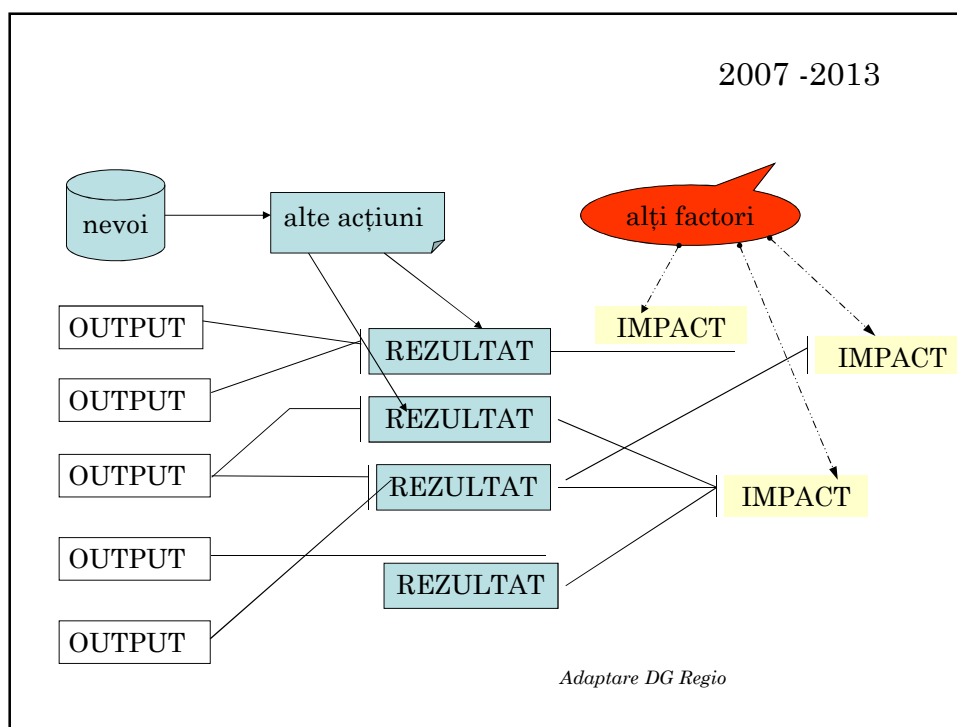 2007 -2013
nevoi
alte acțiuni
alți factori
OUTPUT
REZULTAT
IMPACT
IMPACT
OUTPUT
REZULTAT
OUTPUT
REZULTAT
IMPACT
OUTPUT
REZULTAT
OUTPUT
Adaptare DG Regio